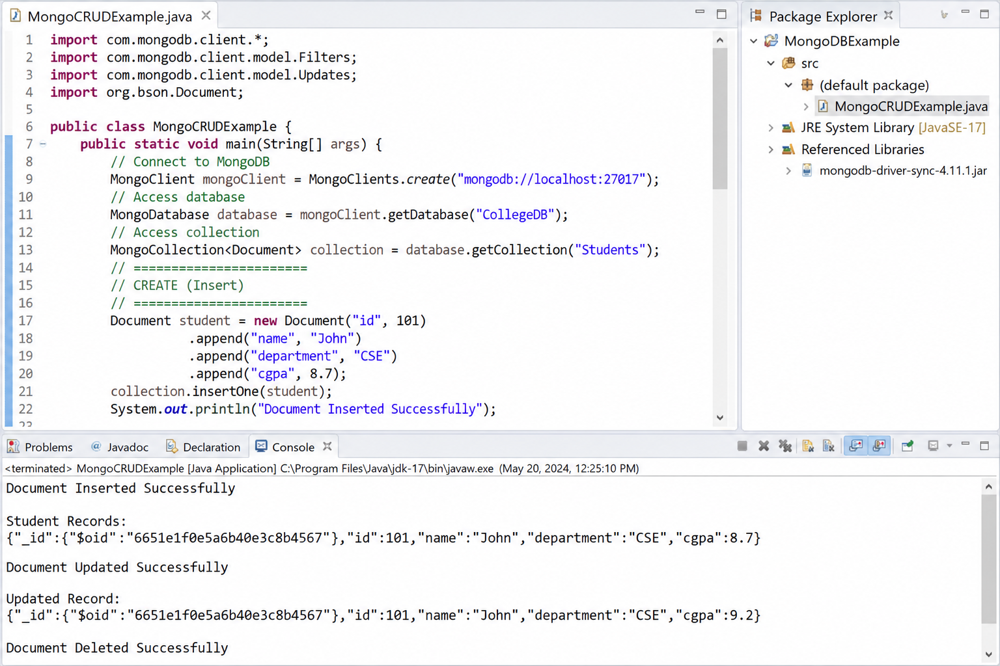 MongoCRUDExample.java
1 import com.mongodb.client.*;
2 import com.mongodb.client.model.Filters;
3 import com.mongodb.client.model.Updates;
4 import org.bson.Document;
5
6 public class MongoCRUDExample {
7 public static void main(String[] args) {
8 // Connect to MongoDB
9 MongoClient mongoClient = MongoClients.create("mongodb://localhost:27017");
10 // Access database
11 MongoDatabase database = mongoClient.getDatabase("CollegeDB");
12 // Access collection
13 MongoCollection<Document> collection = database.getCollection("Students");
14 // =======================
15 // CREATE (Insert)
16 // =======================
17 Document student = new Document("id", 101)
18 .append("name", "John")
19 .append("department", "CSE")
20 .append("cgpa", 8.7);
21 collection.insertOne(student);
22 System.out.println("Document Inserted Successfully");
23
Package Explorer
MongoDBExample
src
(default package)
MongoCRUDExample.java
JRE System Library [JavaSE-17]
Referenced Libraries
mongodb-driver-sync-4.11.1.jar
Problems @ Javadoc Declaration Console
<terminated> MongoCRUDExample [Java Application] C:\Program Files\Java\jdk-17\bin\javaw.exe (May 20, 2024, 12:25:10 PM)
Document Inserted Successfully
Student Records:
{"_id":{"$oid":"6651e1f0e5a6b40e3c8b4567"},"id":101,"name":"John","department":"CSE","cgpa":8.7}
Document Updated Successfully
Updated Record:
{"_id":{"$oid":"6651e1f0e5a6b40e3c8b4567"},"id":101,"name":"John","department":"CSE","cgpa":9.2}
Document Deleted Successfully